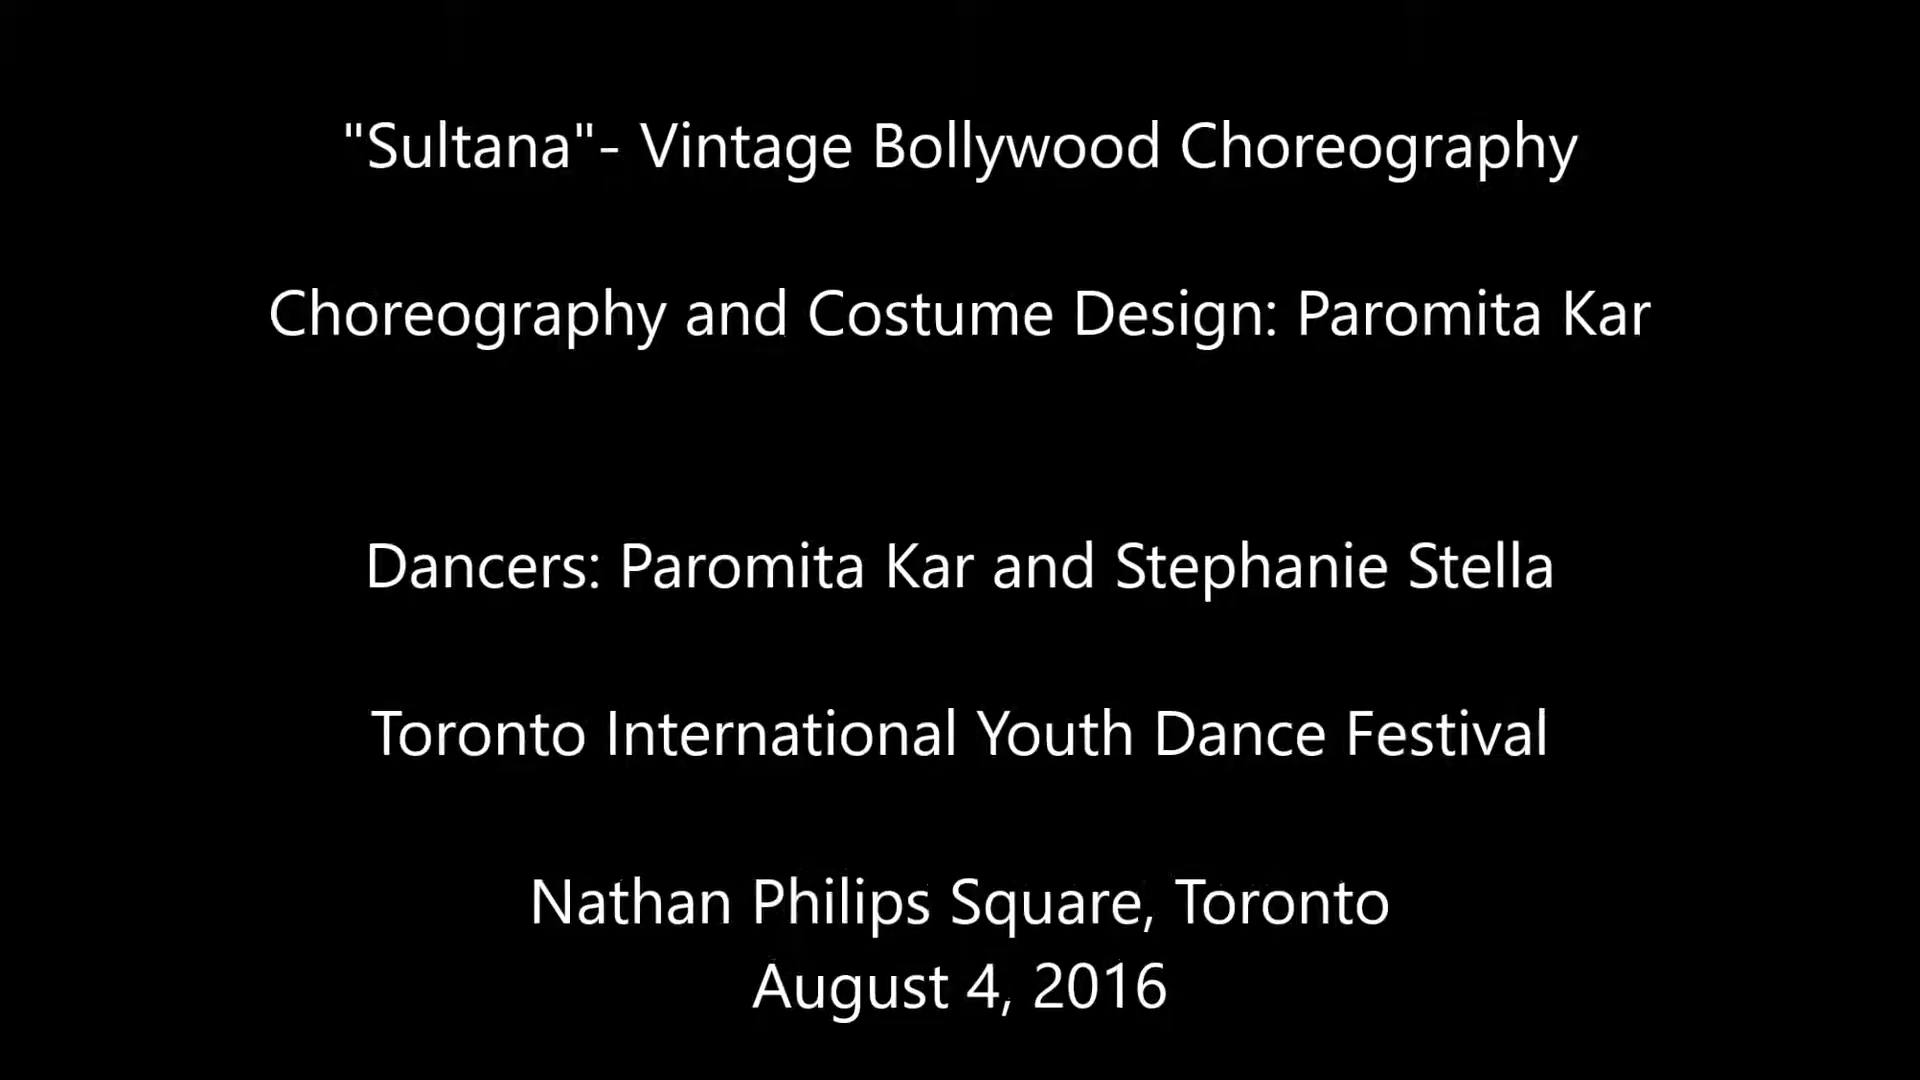 "Sultana"- Vintage Bollywood Choreography
Choreography and Costume Design: Paromita Kar
Dancers: Paromita Kar and Stephanie Stella
Toronto International Youth Dance Festival
Nathan Philips Square, Toronto
August 4, 2016